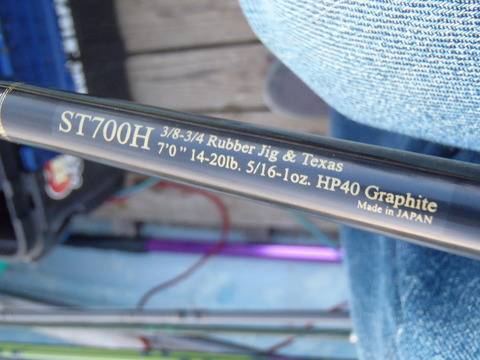 ST700H 3/8-3/4 Rubber Jig & Texas
7'0" 14-20lb. 5/16-1oz. HP40 Graphite
Made in JAPAN